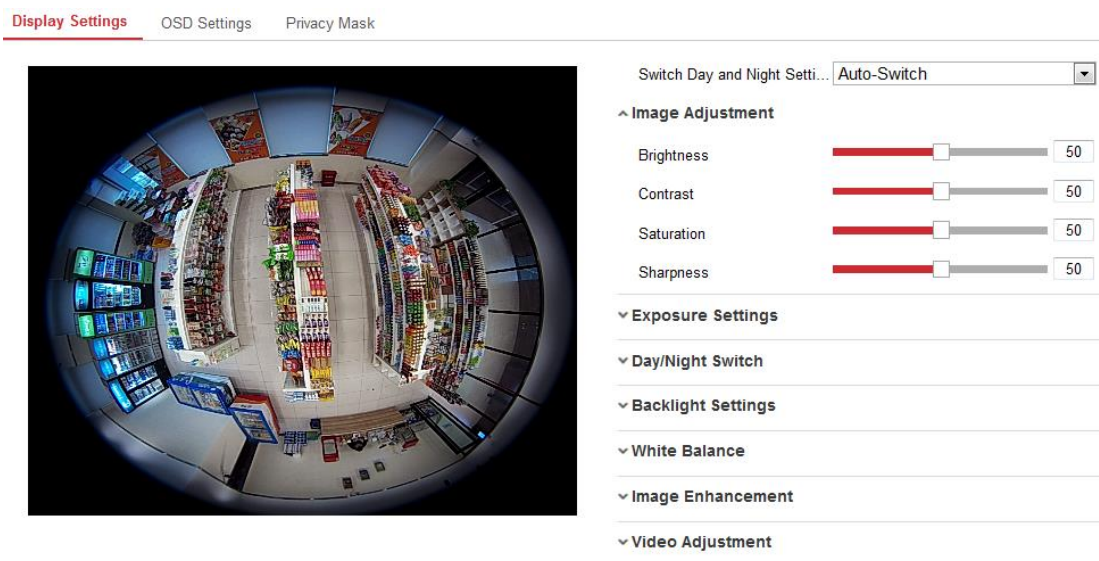 Display Settings OSD Settings Privacy Mask
Switch Day and Night Setti... Auto-Switch
Image Adjustment
Brightness 50
Contrast 50
Saturation 50
Sharpness 50
Exposure Settings
Day/Night Switch
Backlight Settings
White Balance
Image Enhancement
Video Adjustment